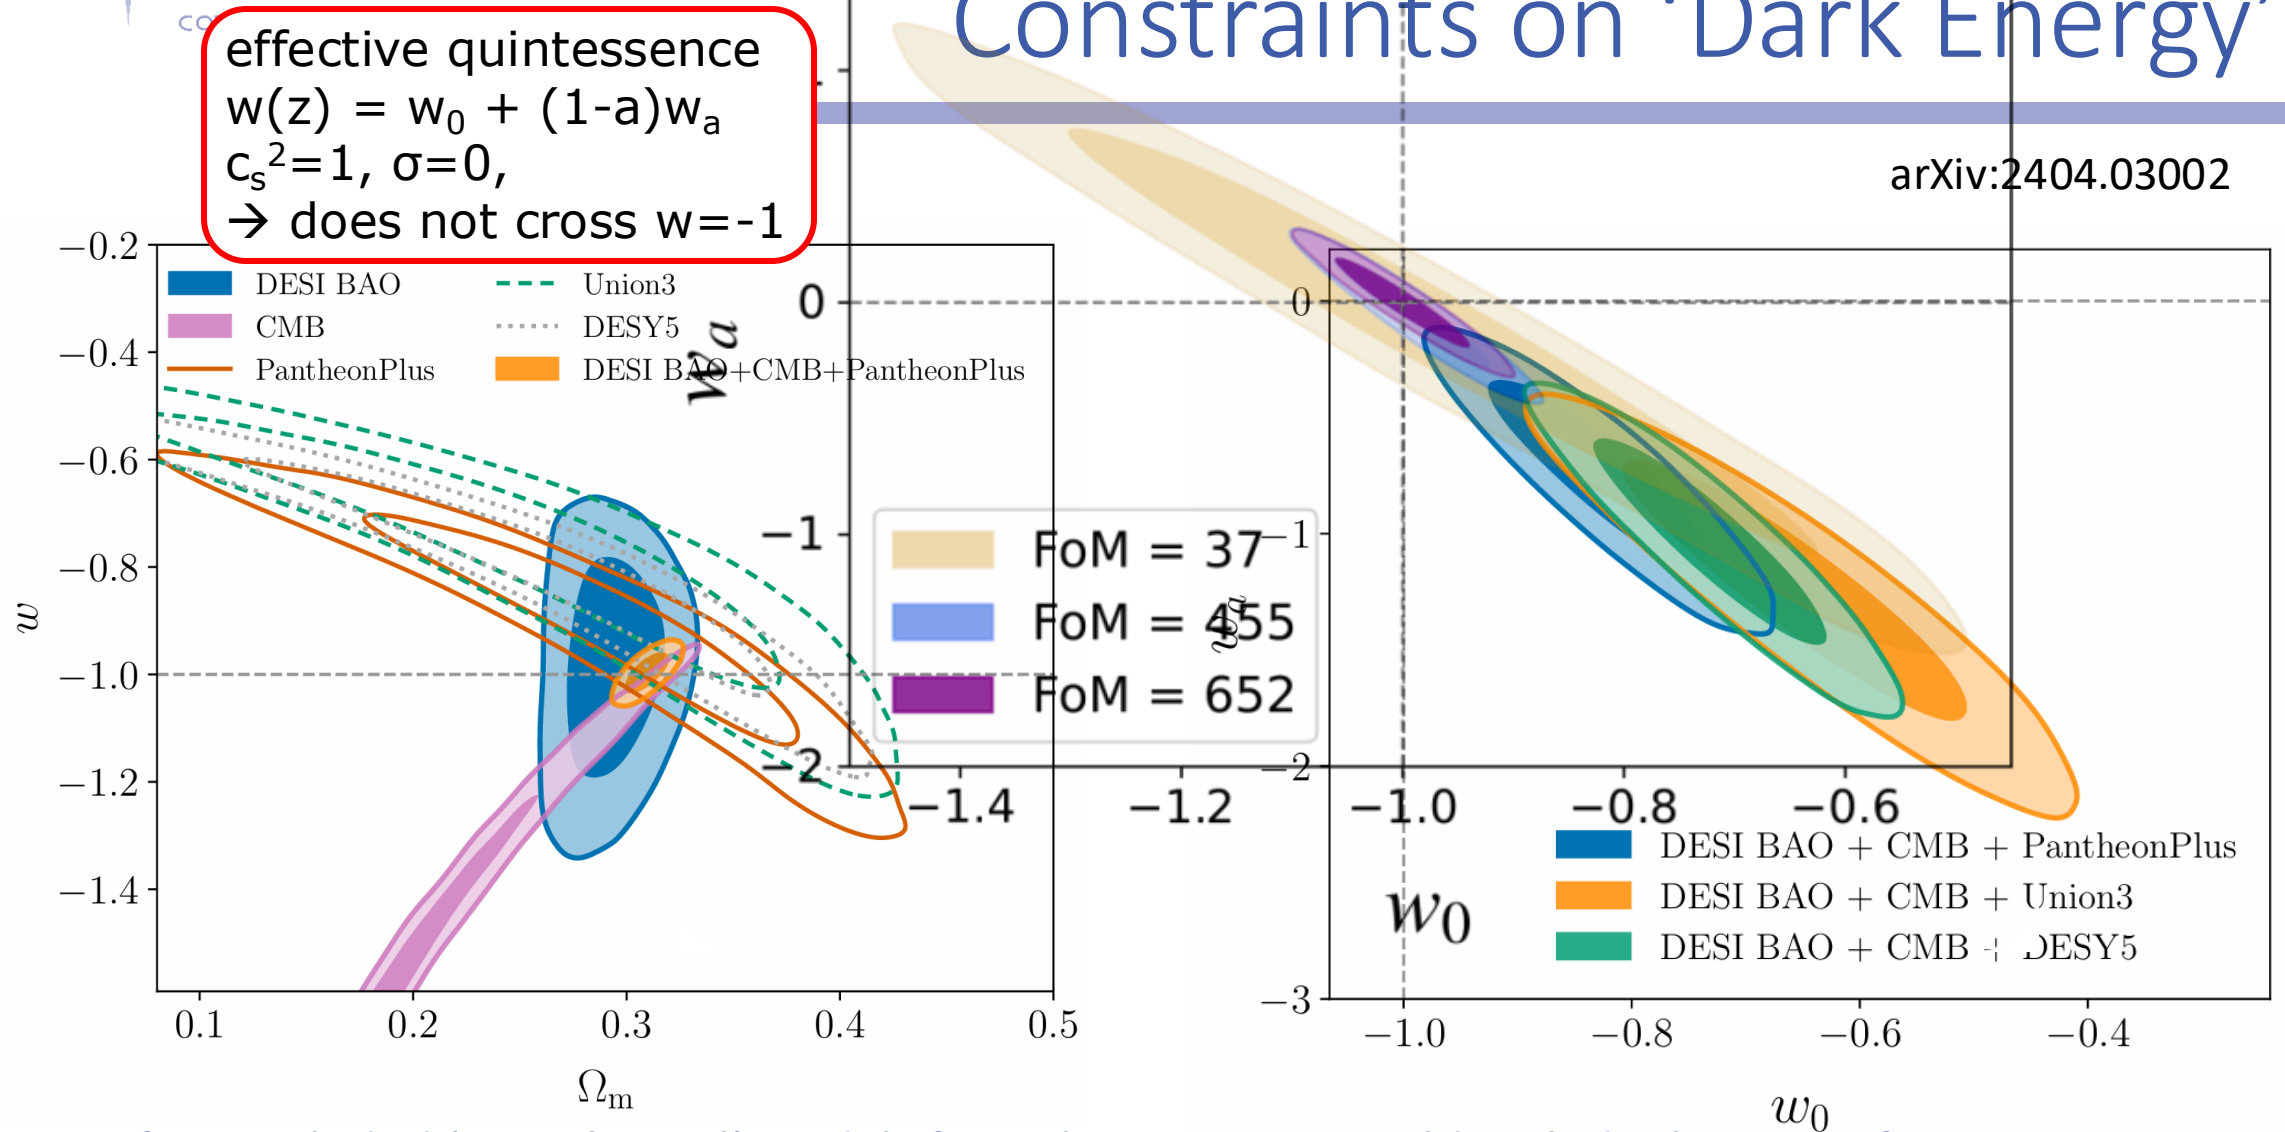 Constraints on ‘Dark Energy’
effective quintessence
w(z) = w₀ + (1-a)wₐ
cₛ²=1, σ=0,
→ does not cross w=-1
arXiv:2404.03002
DESI BAO
CMB
PantheonPlus
Union3
DESY5
DESI BAO+CMB+PantheonPlus
w
−0.2
−0.4
−0.6
−0.8
−1.0
−1.2
−1.4
0.1 0.2 0.3 0.4 0.5
Ωₘ
wₐ
0
−1
−2
FoM = 37
FoM = 455
FoM = 652
−1.4 −1.2 −1.0 −0.8 −0.6
w₀
wₐ
0
−1
−2
−3
DESI BAO + CMB + PantheonPlus
DESI BAO + CMB + Union3
DESI BAO + CMB + DESY5
−1.0 −0.8 −0.6 −0.4
w₀